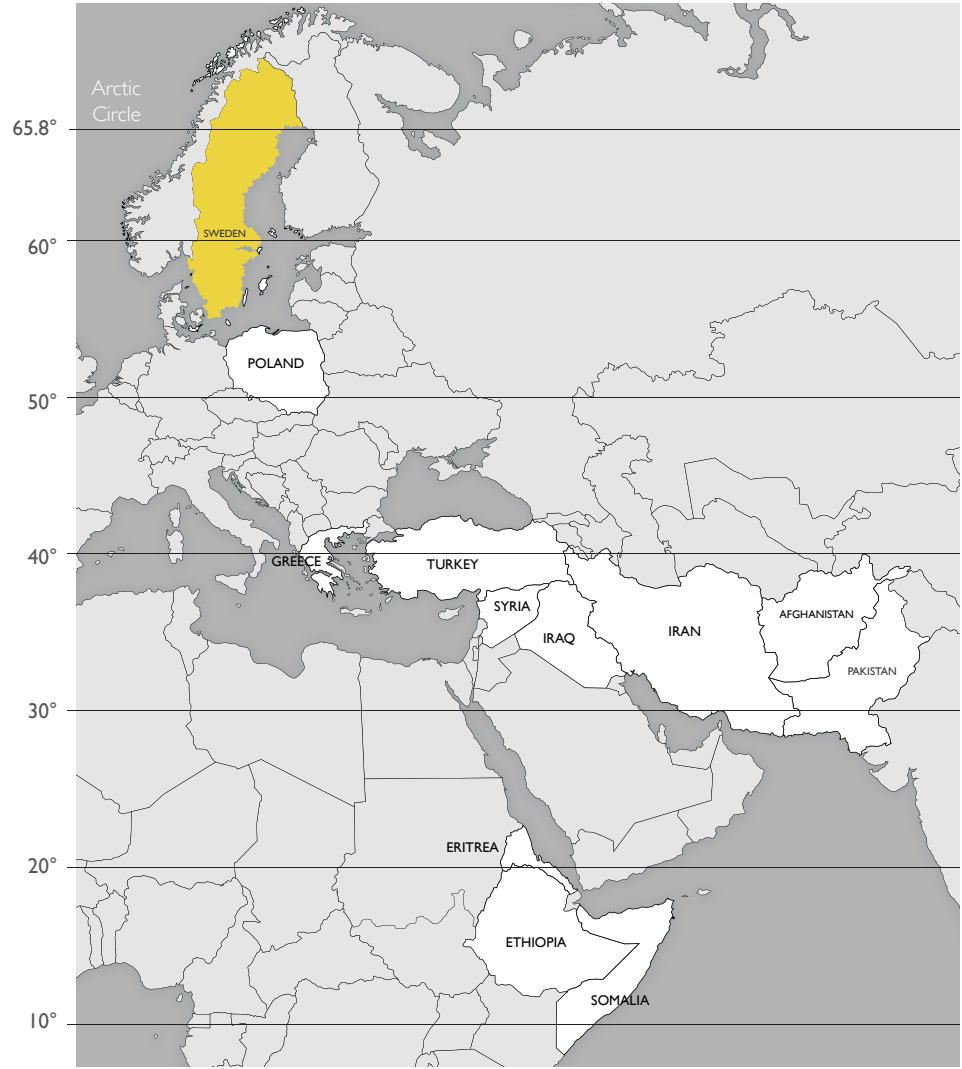 Arctic
Circle
65.8°
SWEDEN
60°
POLAND
50°
40°
GREECE
TURKEY
SYRIA
AFGHANISTAN
IRAQ
IRAN
PAKISTAN
30°
ERITREA
20°
ETHIOPIA
SOMALIA
10°